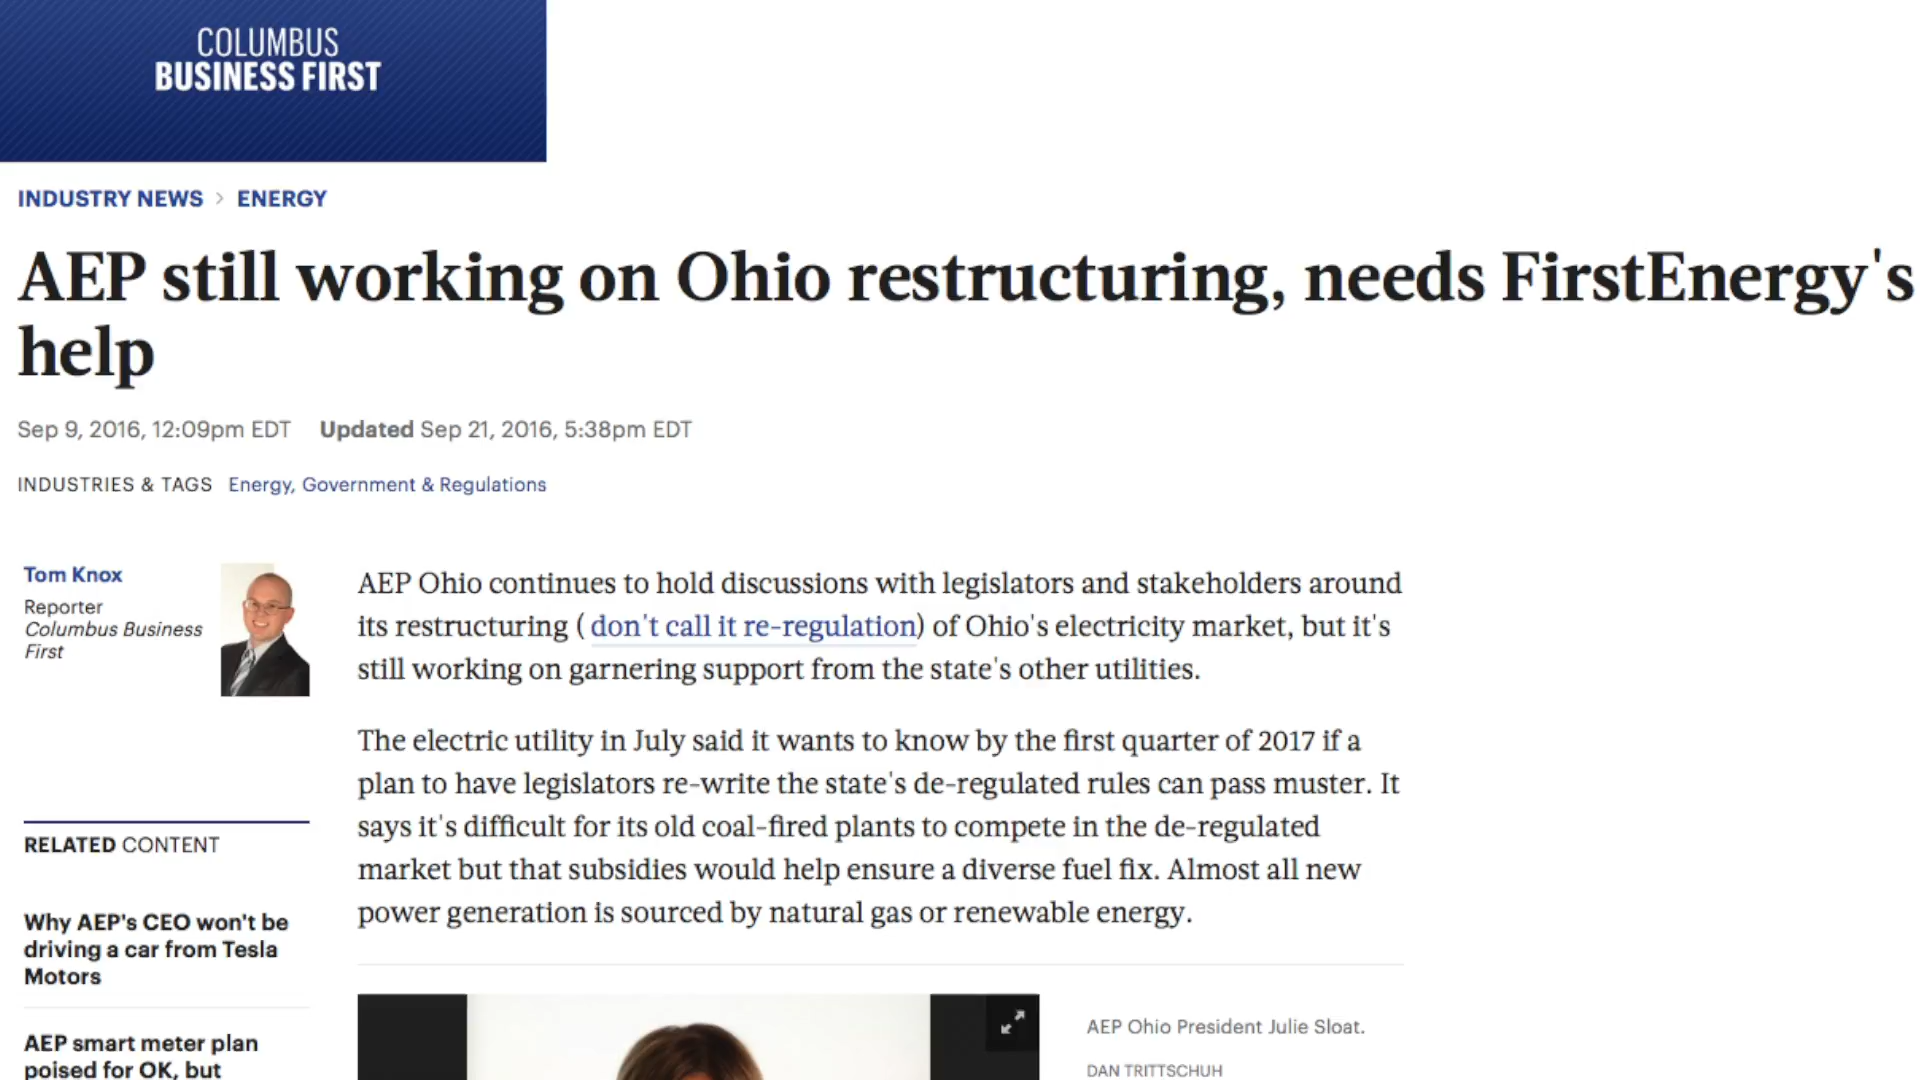 COLUMBUS
BUSINESS FIRST
INDUSTRY NEWS > ENERGY
AEP still working on Ohio restructuring, needs FirstEnergy's
help
Sep 9, 2016, 12:09pm EDT Updated Sep 21, 2016, 5:38pm EDT
INDUSTRIES & TAGS Energy, Government & Regulations
Tom Knox
Reporter
Columbus Business
First
AEP Ohio continues to hold discussions with legislators and stakeholders around
its restructuring ( don't call it re-regulation) of Ohio's electricity market, but it's
still working on garnering support from the state's other utilities.
The electric utility in July said it wants to know by the first quarter of 2017 if a
plan to have legislators re-write the state's de-regulated rules can pass muster. It
says it's difficult for its old coal-fired plants to compete in the de-regulated
market but that subsidies would help ensure a diverse fuel fix. Almost all new
power generation is sourced by natural gas or renewable energy.
RELATED CONTENT
Why AEP's CEO won't be
driving a car from Tesla
Motors
AEP smart meter plan
poised for OK, but
AEP Ohio President Julie Sloat.
DAN TRITTSCHUH